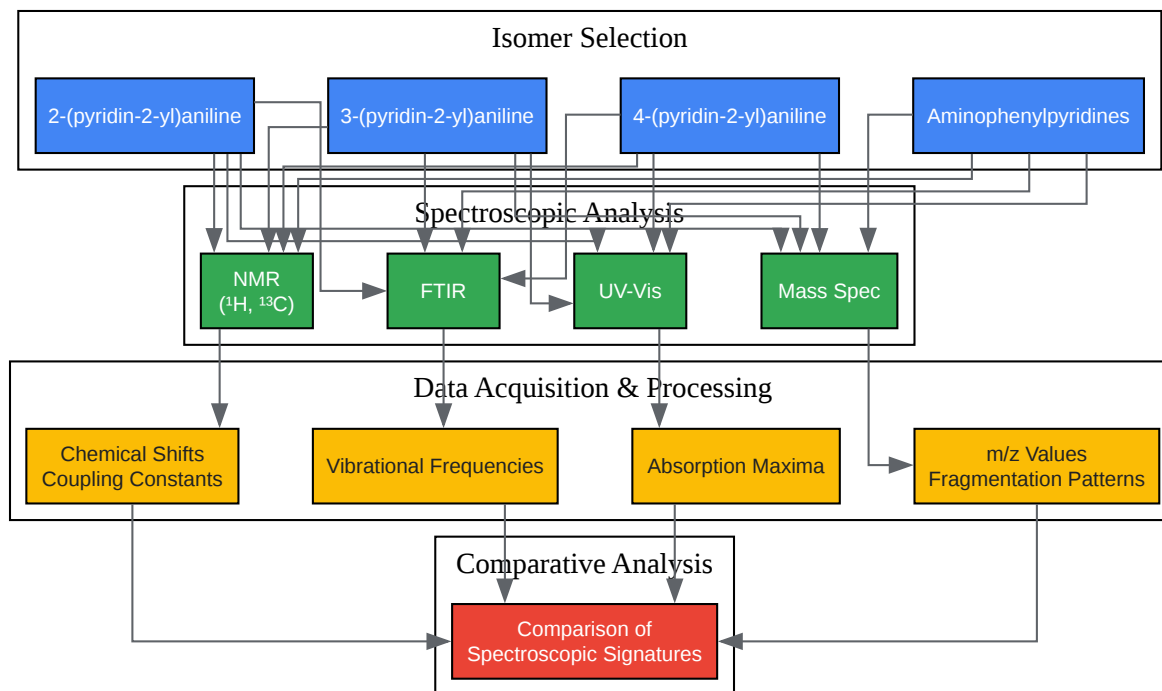 Isomer Selection
2-(pyridin-2-yl)aniline
3-(pyridin-2-yl)aniline
4-(pyridin-2-yl)aniline
Aminophenylpyridines
Spectroscopic Analysis
NMR
(¹H, ¹³C)
FTIR
UV-Vis
Mass Spec
Data Acquisition & Processing
Chemical Shifts
Coupling Constants
Vibrational Frequencies
Absorption Maxima
m/z Values
Fragmentation Patterns
Comparative Analysis
Comparison of
Spectroscopic Signatures